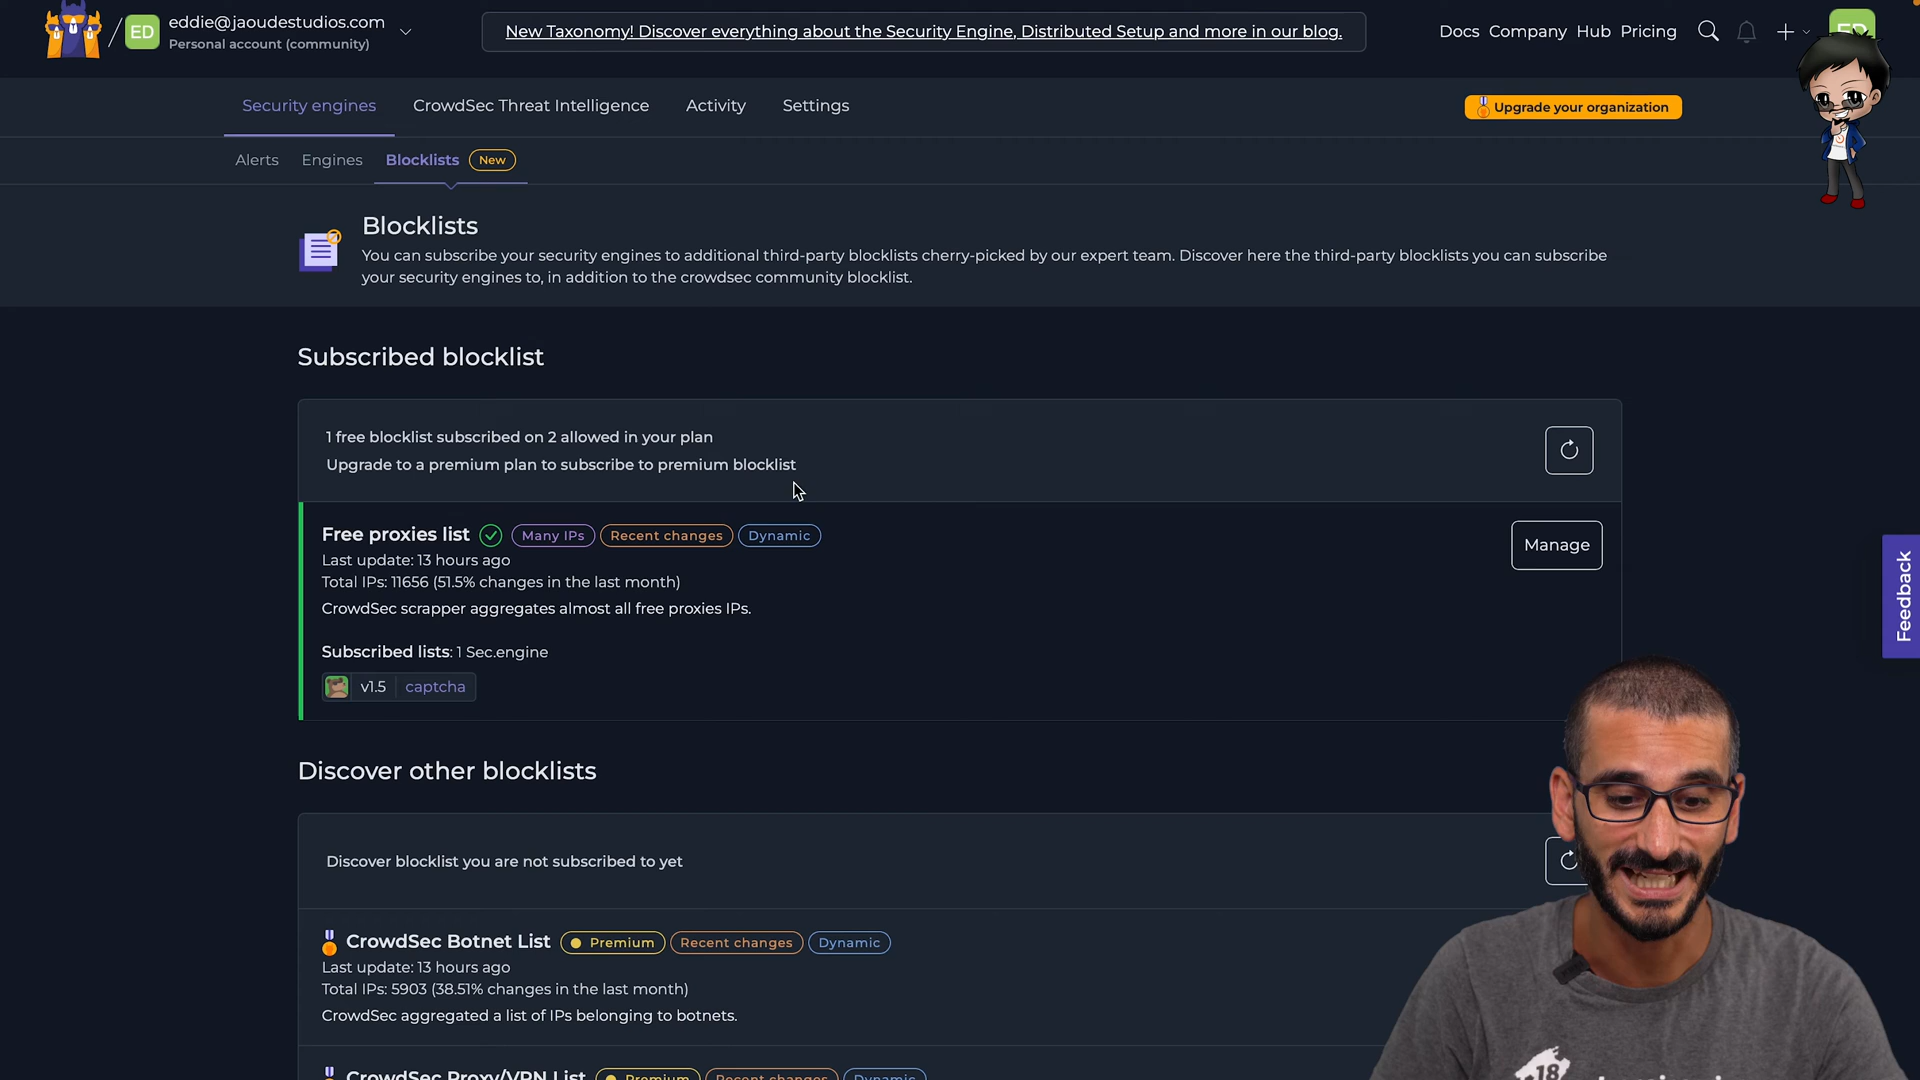 ED
eddie@jaoudestudios.com
Personal account (community)
New Taxonomy! Discover everything about the Security Engine, Distributed Setup and more in our blog.
Docs Company Hub Pricing
Security engines CrowdSec Threat Intelligence Activity Settings
Upgrade your organization
Alerts Engines Blocklists New
Blocklists
You can subscribe your security engines to additional third-party blocklists cherry-picked by our expert team. Discover here the third-party blocklists you can subscribe
your security engines to, in addition to the crowdsec community blocklist.
Subscribed blocklist
1 free blocklist subscribed on 2 allowed in your plan
Upgrade to a premium plan to subscribe to premium blocklist
Free proxies list Many IPs Recent changes Dynamic
Manage
Last update: 13 hours ago
Total IPs: 11656 (51.5% changes in the last month)
CrowdSec scrapper aggregates almost all free proxies IPs.
Subscribed lists: 1 Sec.engine
v1.5 captcha
Feedback
Discover other blocklists
Discover blocklist you are not subscribed to yet
CrowdSec Botnet List Premium Recent changes Dynamic
Last update: 13 hours ago
Total IPs: 5903 (38.51% changes in the last month)
CrowdSec aggregated a list of IPs belonging to botnets.
CrowdSec Proxy/VPN List Premium Recent changes Dynamic
18